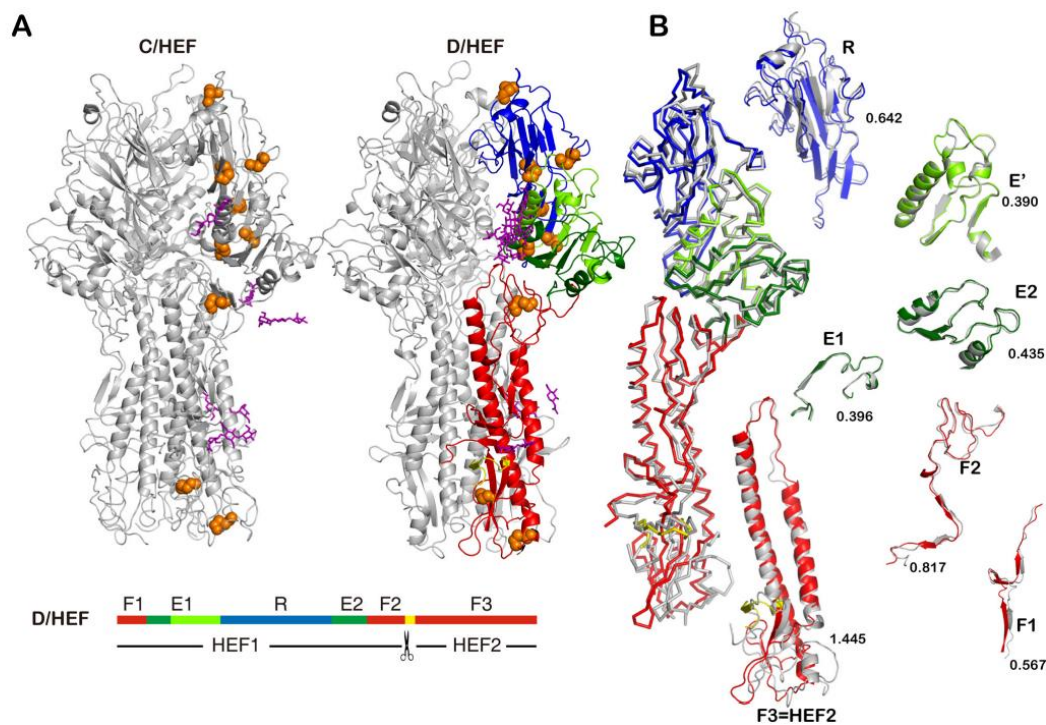 A
C/HEF
D/HEF
B
R
0.642
E'
0.390
E2
0.435
E1
0.396
F2
0.817
F1
0.567
1.445
F3=HEF2
F1 E1 R E2 F2 F3
D/HEF
HEF1 HEF2